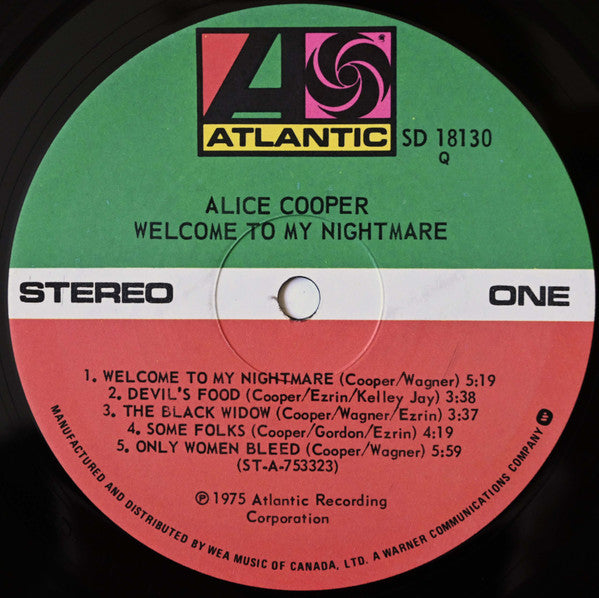 ATLANTIC
SD 18130
Q
ALICE COOPER
WELCOME TO MY NIGHTMARE
STEREO
ONE
1. WELCOME TO MY NIGHTMARE (Cooper/Wagner) 5:19
2. DEVIL'S FOOD (Cooper/Ezrin/Kelley Jay) 3:38
3. THE BLACK WIDOW (Cooper/Wagner/Ezrin) 3:37
4. SOME FOLKS (Cooper/Gordon/Ezrin) 4:19
5. ONLY WOMEN BLEED (Cooper/Wagner) 5:59
(ST-A-753323)
℗ 1975 Atlantic Recording
Corporation
MANUFACTURED AND DISTRIBUTED BY WEA MUSIC OF CANADA, LTD. A WARNER COMMUNICATIONS COMPANY